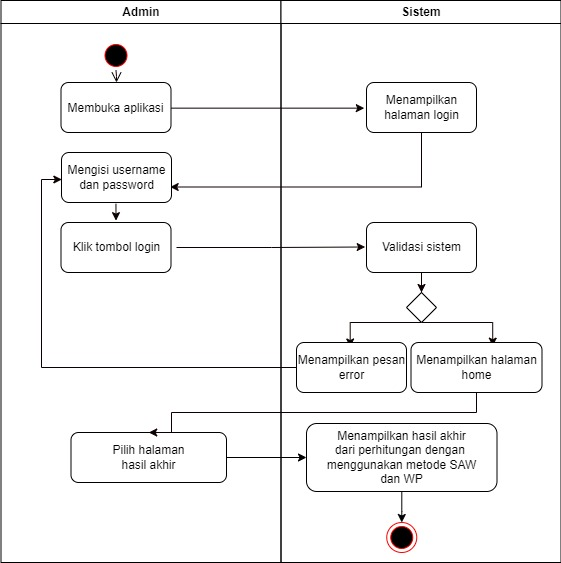 Admin
Sistem
Membuka aplikasi
Menampilkan
halaman login
Mengisi username
dan password
Klik tombol login
Validasi sistem
Menampilkan pesan
error
Menampilkan halaman
home
Pilih halaman
hasil akhir
Menampilkan hasil akhir
dari perhitungan dengan
menggunakan metode SAW
dan WP